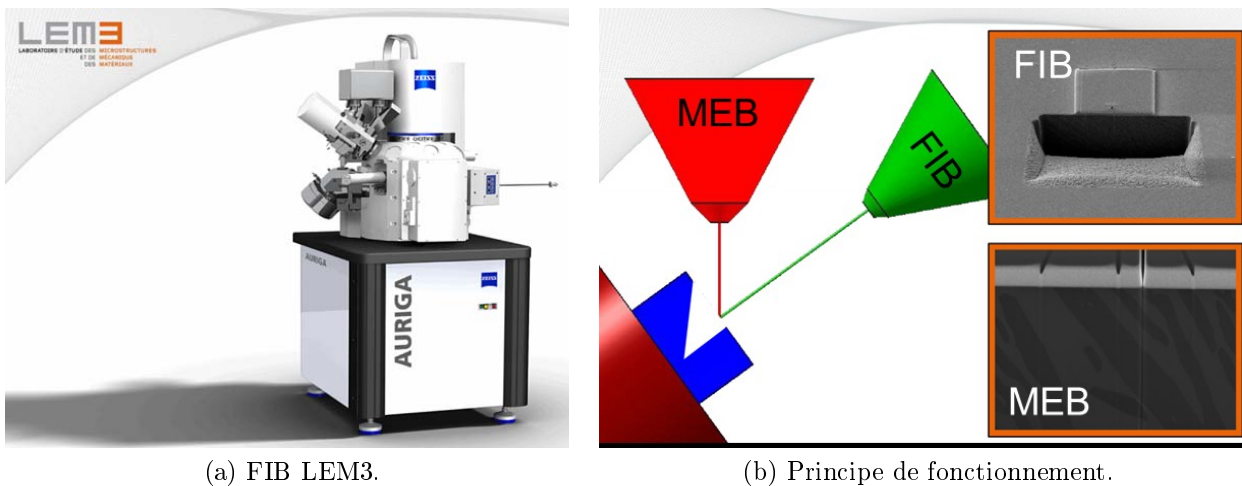 LEM3
LABORATOIRE D'ÉTUDE DES MICROSTRUCTURES
ET DE MÉCANIQUE
DES MATÉRIAUX
ZEISS
AURIGA
AURIGA
ZEISS
(a) FIB LEM3.
MEB
FIB
FIB
MEB
(b) Principe de fonctionnement.